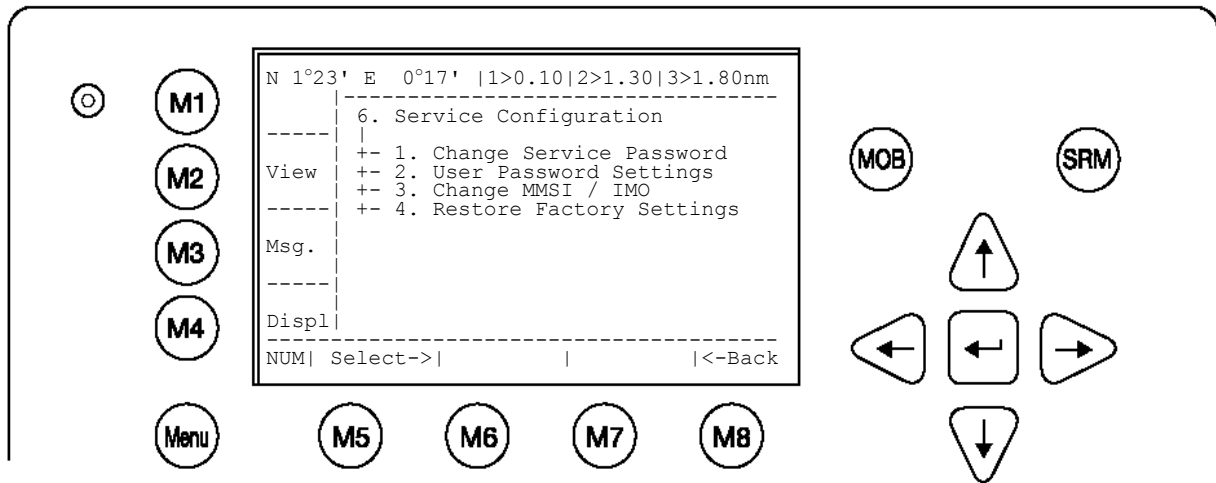 N 1°23' E 0°17' |1>0.10|2>1.30|3>1.80nm
6. Service Configuration
+- 1. Change Service Password
View +- 2. User Password Settings
+- 3. Change MMSI / IMO
+- 4. Restore Factory Settings
Msg.
Displ
NUM| Select->| | |<-Back
M1
M2
M3
M4
Menu
M5 M6 M7 M8
MOB SRM